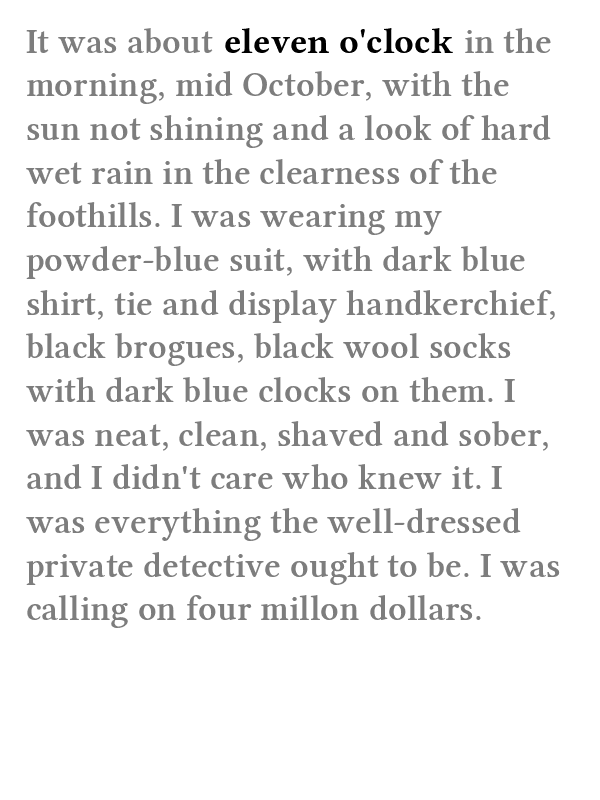 It was about eleven o'clock in the
morning, mid October, with the
sun not shining and a look of hard
wet rain in the clearness of the
foothills. I was wearing my
powder-blue suit, with dark blue
shirt, tie and display handkerchief,
black brogues, black wool socks
with dark blue clocks on them. I
was neat, clean, shaved and sober,
and I didn't care who knew it. I
was everything the well-dressed
private detective ought to be. I was
calling on four millon dollars.